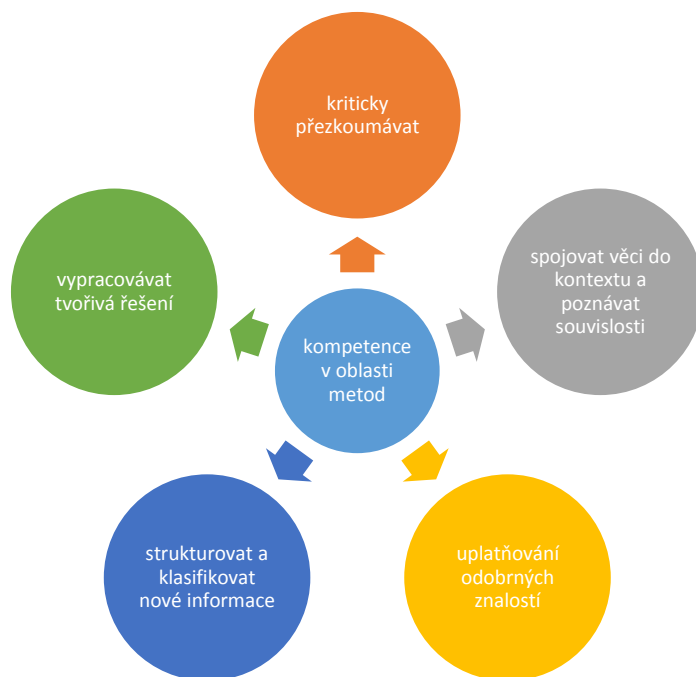 kriticky
přezkoumávat
spojovat věci do
kontextu a
poznávat
souvislosti
vypracovávat
tvořivá řešení
kompetence
v oblasti
metod
strukturovat a
klasifikovat
nové informace
uplatňování
odobrných
znalostí